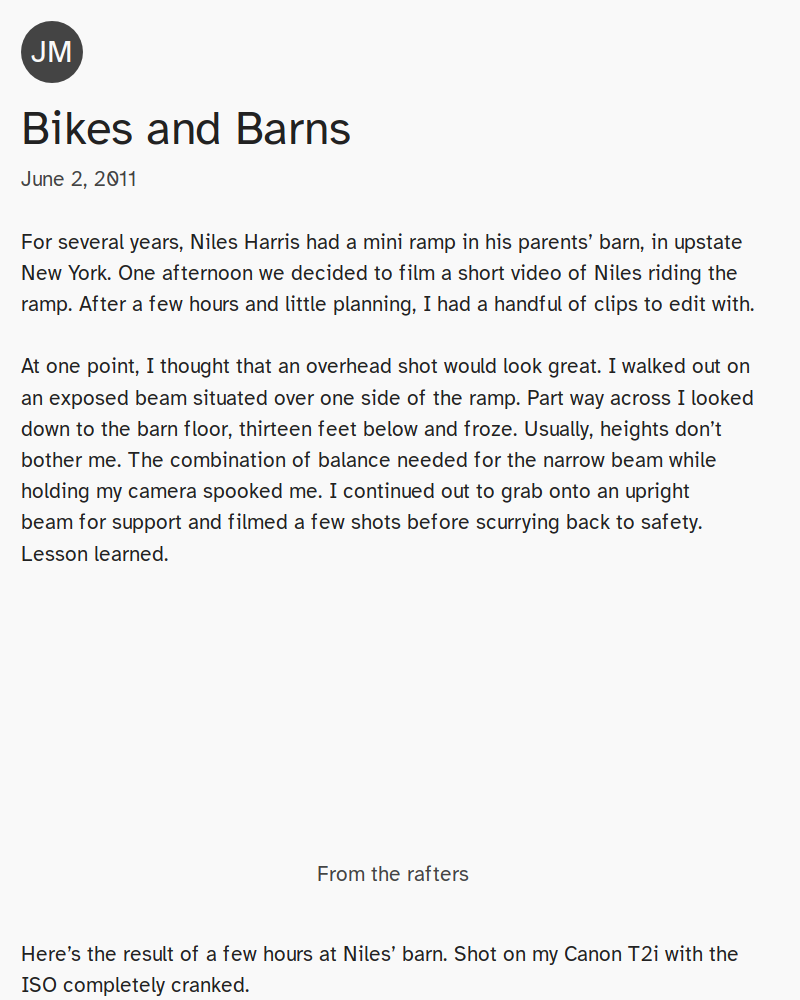 JM
Bikes and Barns
June 2, 2011
For several years, Niles Harris had a mini ramp in his parents’ barn, in upstate
New York. One afternoon we decided to film a short video of Niles riding the
ramp. After a few hours and little planning, I had a handful of clips to edit with.
At one point, I thought that an overhead shot would look great. I walked out on
an exposed beam situated over one side of the ramp. Part way across I looked
down to the barn floor, thirteen feet below and froze. Usually, heights don’t
bother me. The combination of balance needed for the narrow beam while
holding my camera spooked me. I continued out to grab onto an upright
beam for support and filmed a few shots before scurrying back to safety.
Lesson learned.
From the rafters
Here’s the result of a few hours at Niles’ barn. Shot on my Canon T2i with the
ISO completely cranked.